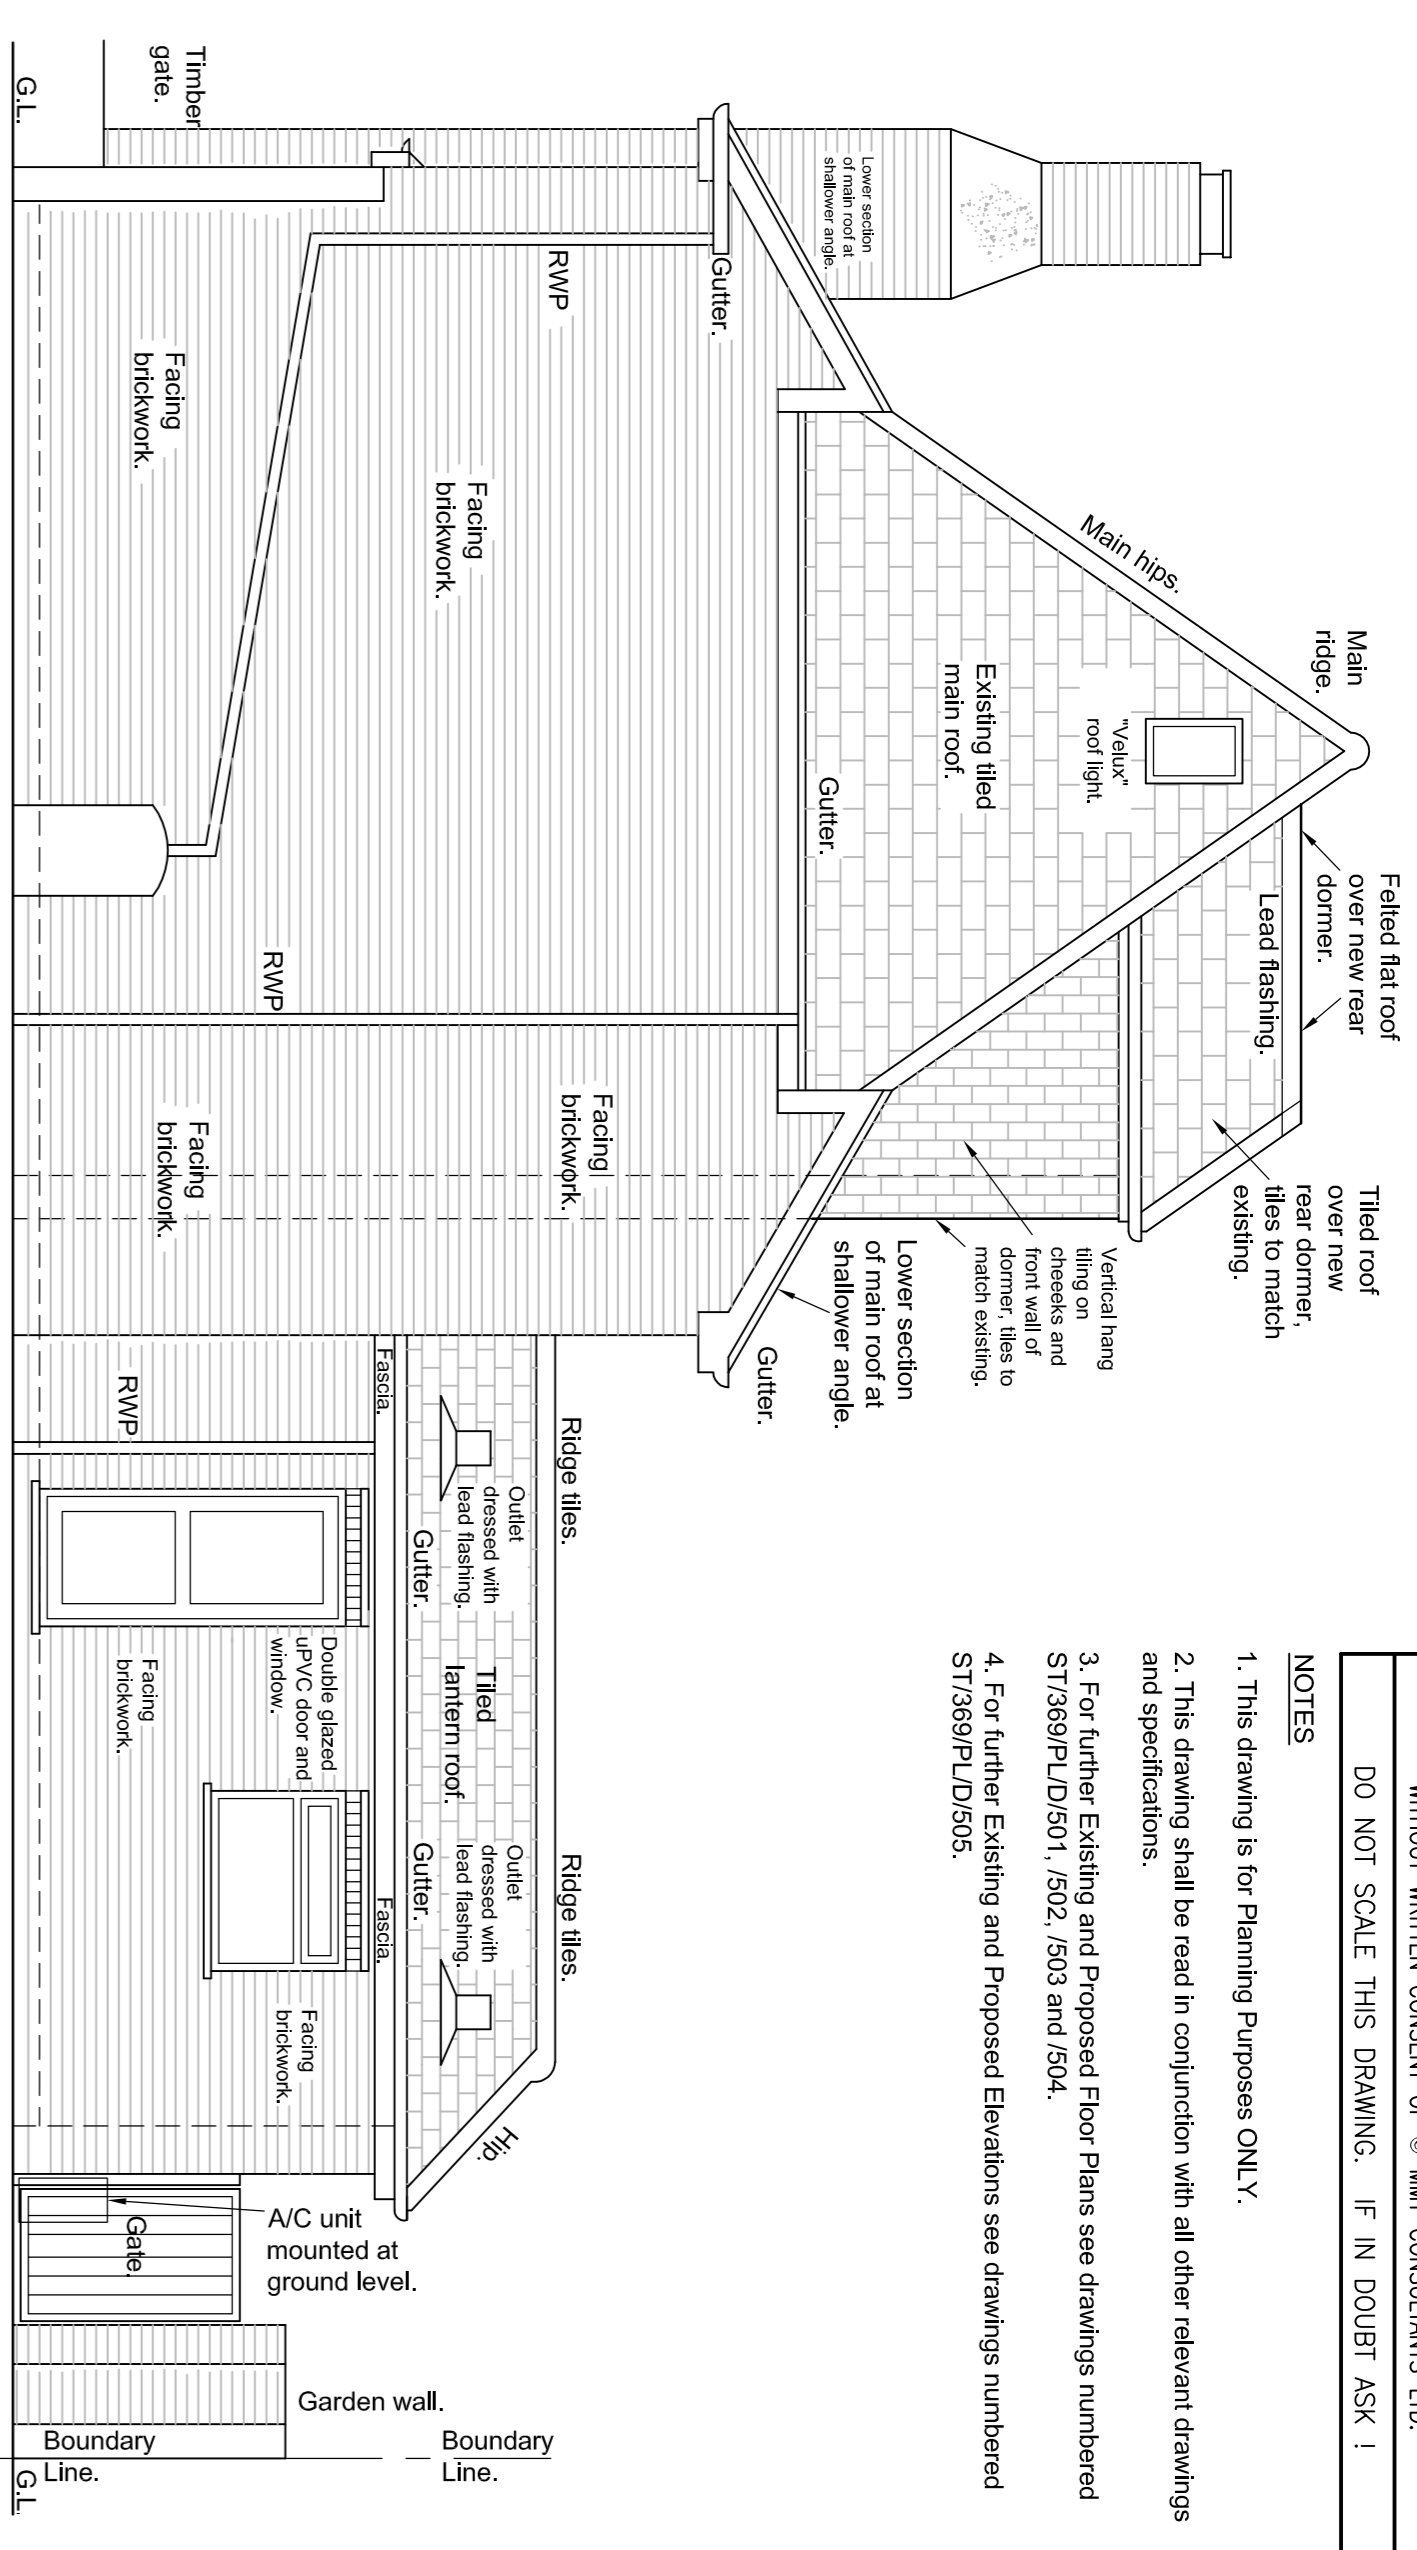 WITHOUT WRITTEN CONSENT OF © MMT CONSULTANTS LTD.
DO NOT SCALE THIS DRAWING. IF IN DOUBT ASK !
NOTES
1. This drawing is for Planning Purposes ONLY.
2. This drawing shall be read in conjunction with all other relevant drawings
and specifications.
3. For further Existing and Proposed Floor Plans see drawings numbered
ST/369/PL/D/501, /502, /503 and /504.
4. For further Existing and Proposed Elevations see drawings numbered
ST/369/PL/D/505.
Felted flat roof
over new rear
dormer.
Main
ridge.
Tiled roof
over new
rear dormer,
tiles to match
existing.
Lead flashing.
Main hips.
"Velux"
roof light.
Vertical hang
tiling on
cheeeks and
front wall of
dormer, tiles to
match existing.
Existing tiled
main roof.
Lower section
of main roof at
shallower angle.
Lower section
of main roof at
shallower angle.
Gutter.
Gutter.
Gutter.
RWP
Facing
brickwork.
Facing
brickwork.
Ridge tiles.
Ridge tiles.
Outlet
dressed with
lead flashing.
Outlet
dressed with
lead flashing.
Tiled
lantern roof.
Hip.
Gutter.
Gutter.
Fascia.
Fascia.
RWP
Double glazed
uPVC door and
window.
Facing
brickwork.
Timber
gate.
Facing
brickwork.
Facing
brickwork.
RWP
Facing
brickwork.
Gate.
A/C unit
mounted at
ground level.
Garden wall.
Boundary
Line.
Boundary
Line.
G.L.
G.L.